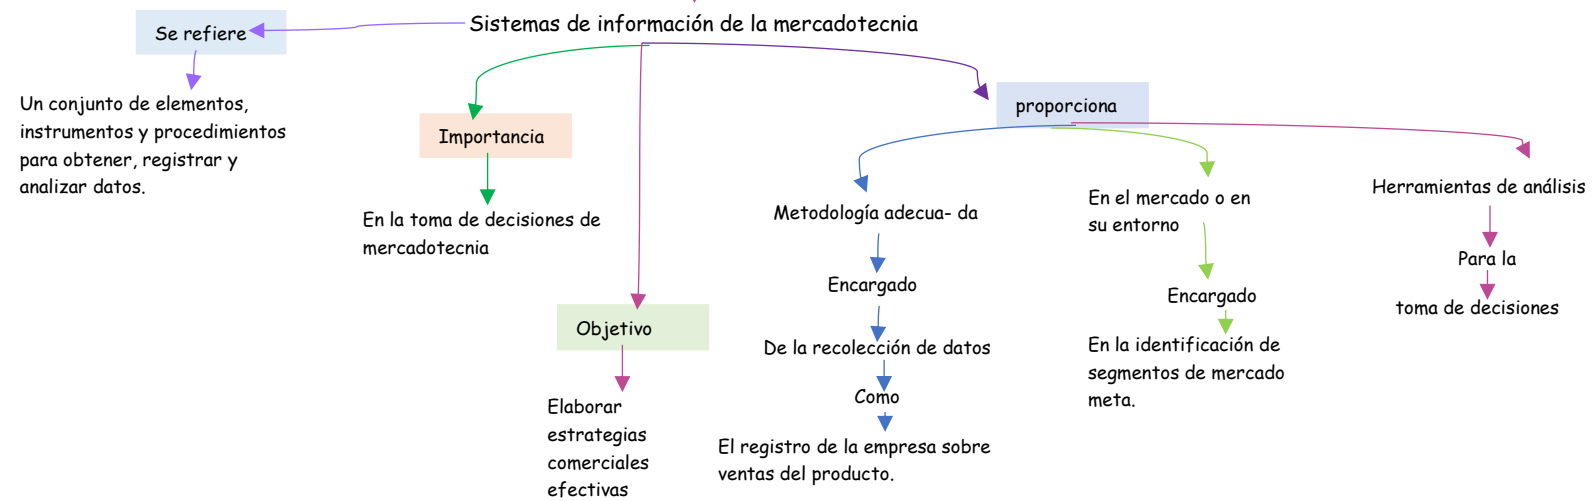 Sistemas de información de la mercadotecnia
Se refiere
Un conjunto de elementos,
instrumentos y procedimientos
para obtener, registrar y
analizar datos.
Importancia
En la toma de decisiones de
mercadotecnia
Objetivo
Elaborar
estrategias
comerciales
efectivas
proporciona
Metodología adecua- da
Encargado
De la recolección de datos
Como
El registro de la empresa sobre
ventas del producto.
En el mercado o en
su entorno
Encargado
En la identificación de
segmentos de mercado
meta.
Herramientas de análisis
Para la
toma de decisiones